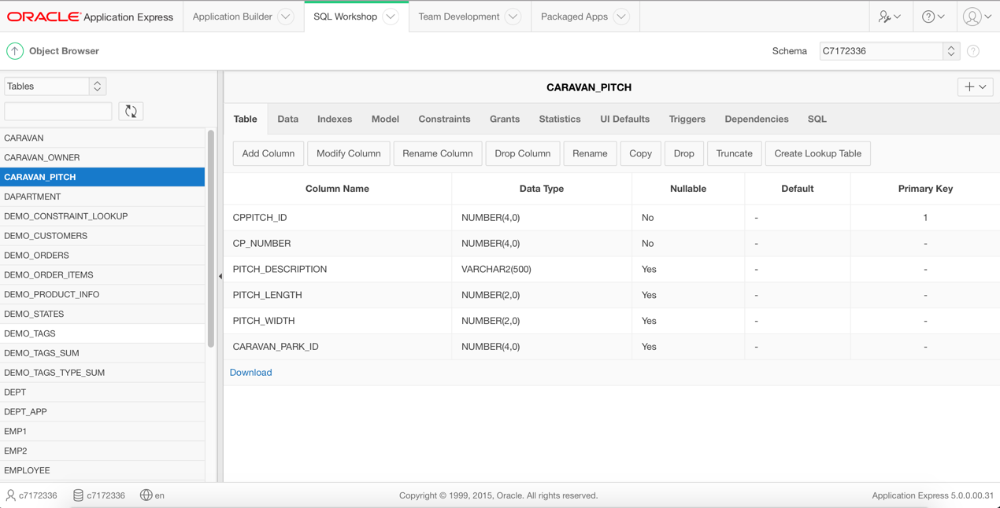 ORACLE Application Express Application Builder SQL Workshop Team Development Packaged Apps
Object Browser Schema C7172336
Tables
CARAVAN
CARAVAN_OWNER
CARAVAN_PITCH
DAPARTMENT
DEMO_CONSTRAINT_LOOKUP
DEMO_CUSTOMERS
DEMO_ORDERS
DEMO_ORDER_ITEMS
DEMO_PRODUCT_INFO
DEMO_STATES
DEMO_TAGS
DEMO_TAGS_SUM
DEMO_TAGS_TYPE_SUM
DEPT
DEPT_APP
EMP1
EMP2
EMPLOYEE
CARAVAN_PITCH
Table Data Indexes Model Constraints Grants Statistics UI Defaults Triggers Dependencies SQL
Add Column Modify Column Rename Column Drop Column Rename Copy Drop Truncate Create Lookup Table
Column Name Data Type Nullable Default Primary Key
CPPITCH_ID NUMBER(4,0) No - 1
CP_NUMBER NUMBER(4,0) No - -
PITCH_DESCRIPTION VARCHAR2(500) Yes - -
PITCH_LENGTH NUMBER(2,0) Yes - -
PITCH_WIDTH NUMBER(2,0) Yes - -
CARAVAN_PARK_ID NUMBER(4,0) Yes - -
Download
c7172336 c7172336 en Copyright © 1999, 2015, Oracle. All rights reserved. Application Express 5.0.0.00.31